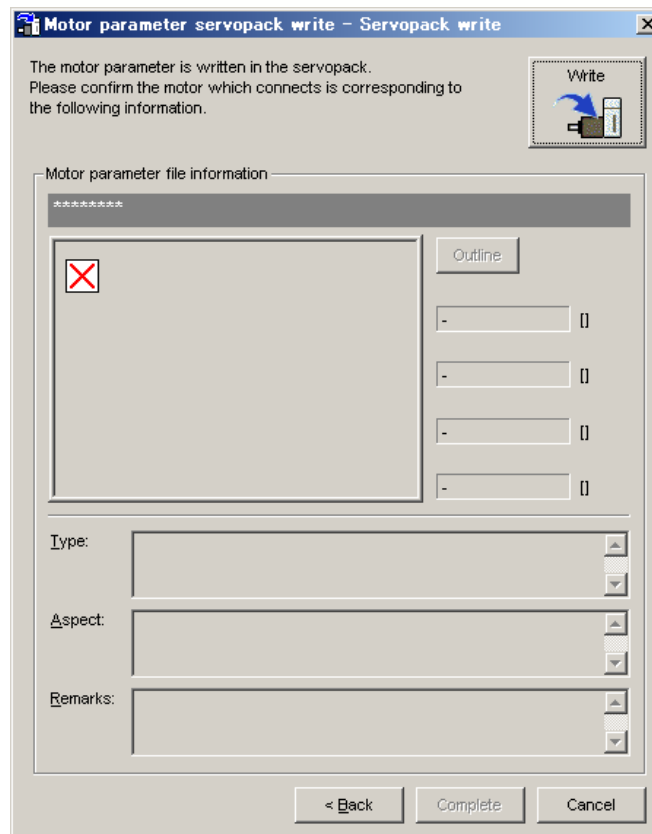 Motor parameter servopack write - Servopack write
The motor parameter is written in the servopack.
Please confirm the motor which connects is corresponding to
the following information.
Write
Motor parameter file information
********
Outline
- []
- []
- []
- []
Type:
Aspect:
Remarks:
< Back
Complete
Cancel